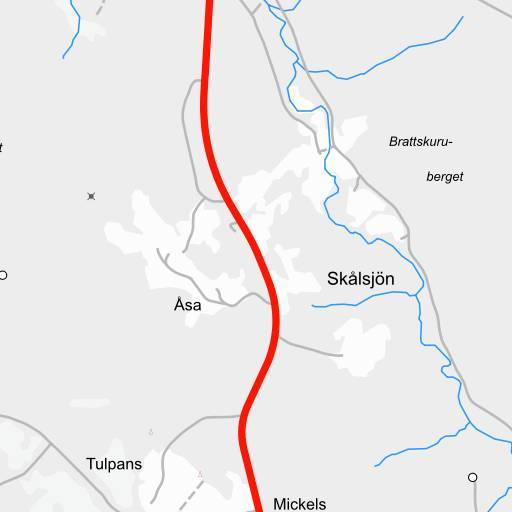 Brattskuru-
t
berget
Skålsjön
Åsa
Tulpans
Mickels